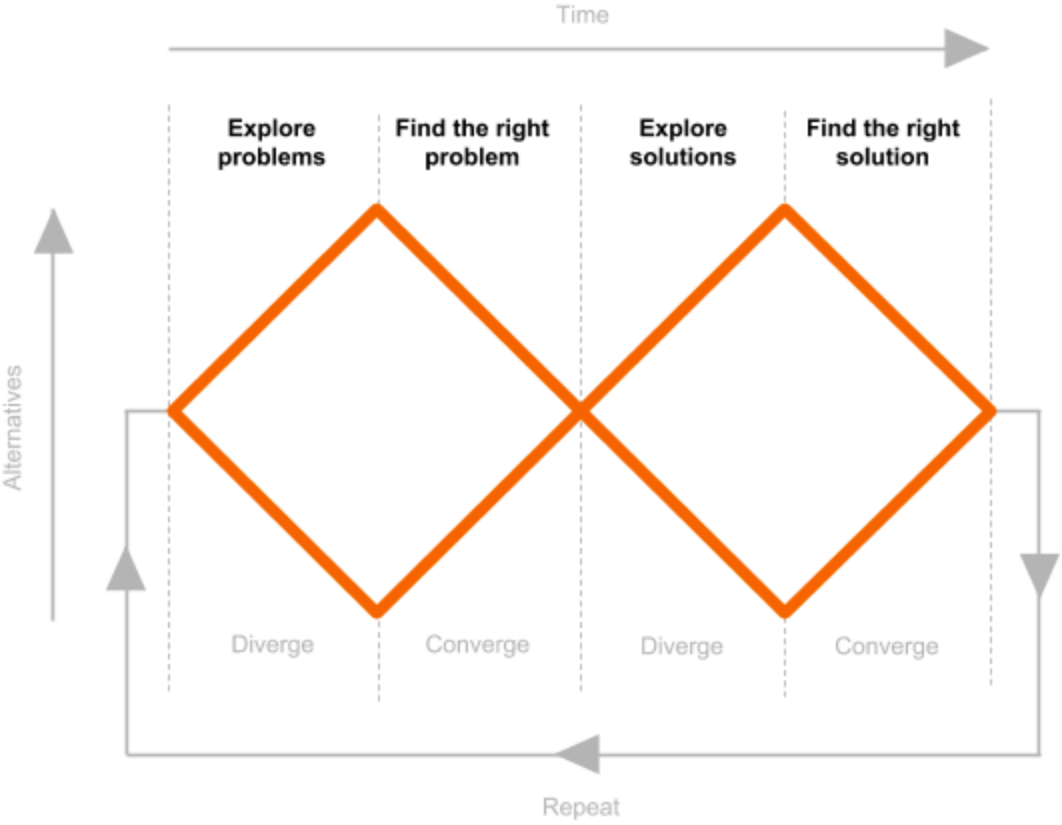 Time
Explore
problems
Find the right
problem
Explore
solutions
Find the right
solution
Alternatives
Diverge
Converge
Diverge
Converge
Repeat